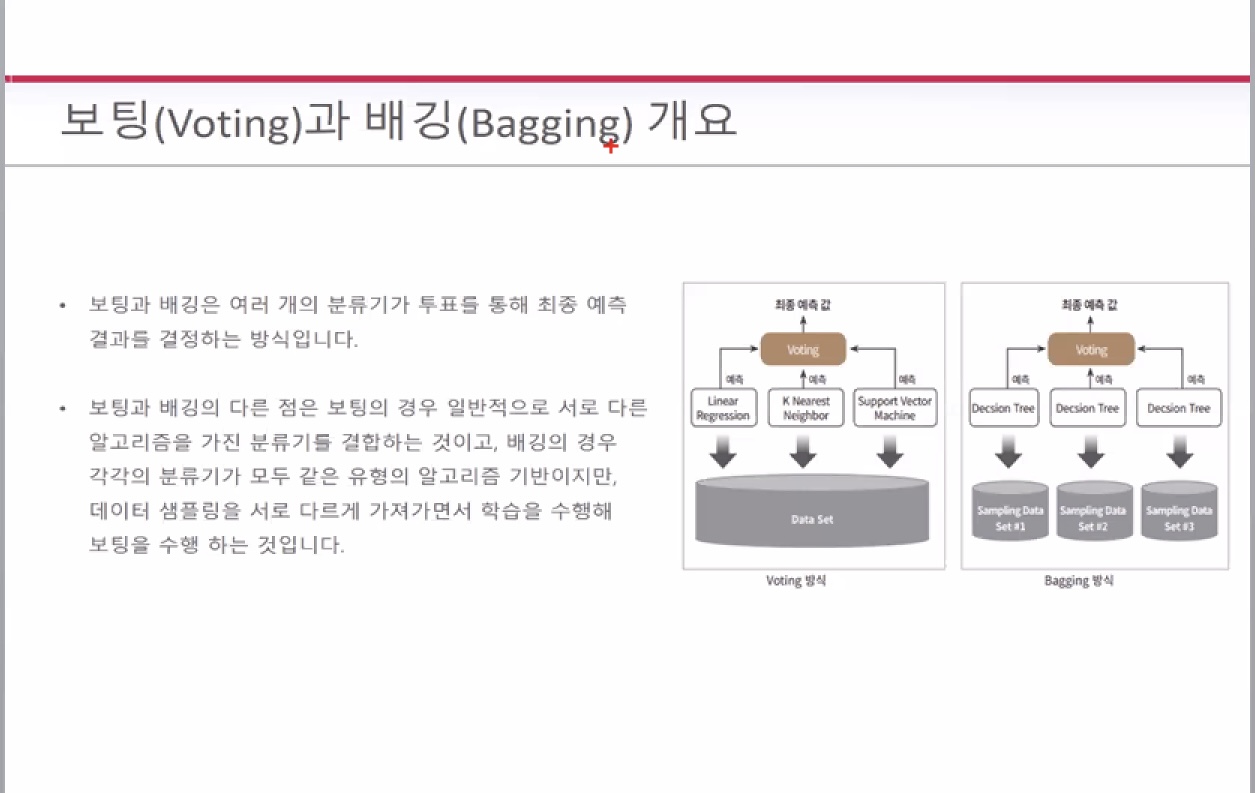 보팅(Voting)과 배깅(Bagging) 개요
• 보팅과 배깅은 여러 개의 분류기가 투표를 통해 최종 예측
결과를 결정하는 방식입니다.
• 보팅과 배깅의 다른 점은 보팅의 경우 일반적으로 서로 다른
알고리즘을 가진 분류기를 결합하는 것이고, 배깅의 경우
각각의 분류기가 모두 같은 유형의 알고리즘 기반이지만,
데이터 샘플링을 서로 다르게 가져가면서 학습을 수행해
보팅을 수행 하는 것입니다.
최종 예측 값
Voting
예측 예측 예측
Linear
Regression
K Nearest
Neighbor
Support Vector
Machine
Data Set
Voting 방식
최종 예측 값
Voting
예측 예측 예측
Decsion Tree Decsion Tree Decsion Tree
Sampling Data
Set #1
Sampling Data
Set #2
Sampling Data
Set #3
Bagging 방식